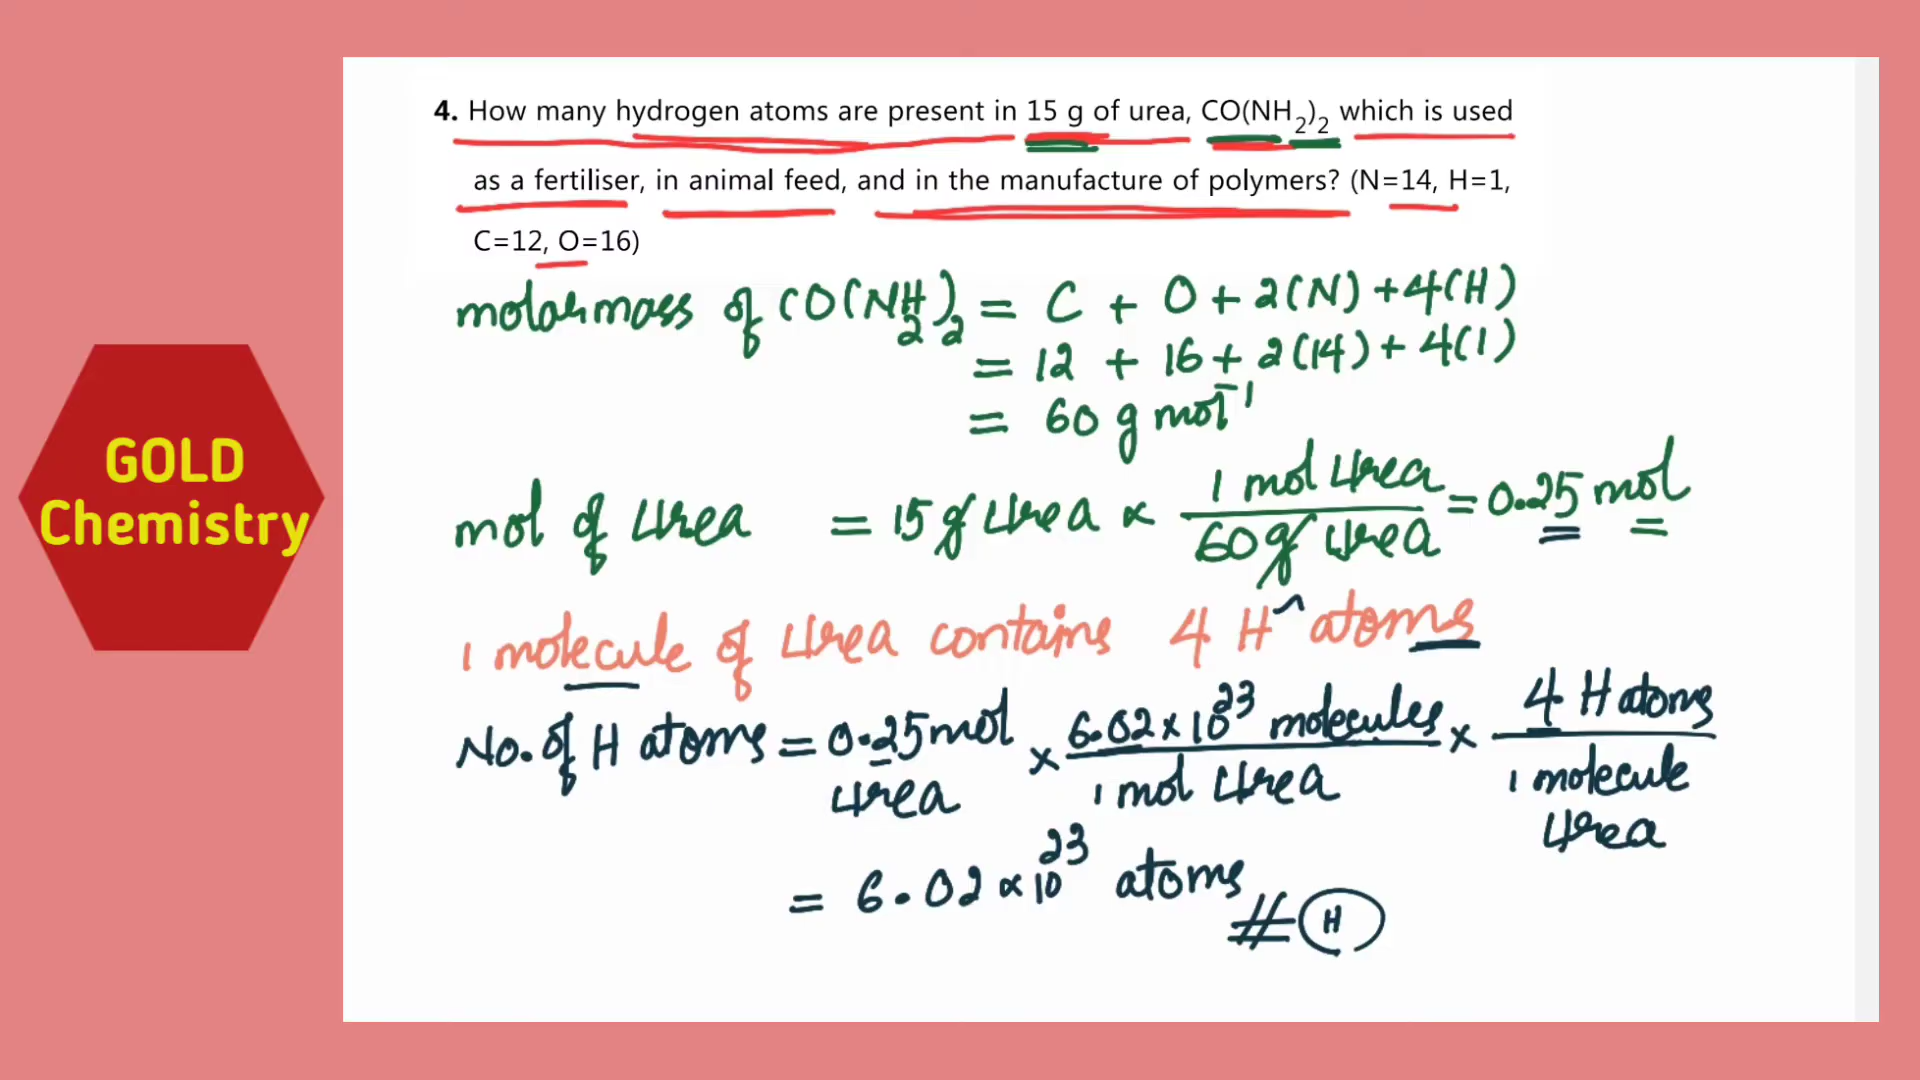 GOLD
Chemistry
4. How many hydrogen atoms are present in 15 g of urea, CO(NH₂)₂ which is used
as a fertiliser, in animal feed, and in the manufacture of polymers? (N=14, H=1,
C=12, O=16)
molar mass of CO(NH₂)₂ = C + O + 2(N) + 4(H)
= 12 + 16 + 2(14) + 4(1)
= 60 g mol⁻¹
mol of urea = 15 g urea × 1 mol urea / 60 g urea = 0.25 mol
1 molecule of urea contains 4 H atoms
No. of H atoms = 0.25 mol urea × 6.02 × 10²³ molecules / 1 mol urea × 4 H atoms / 1 molecule urea
= 6.02 × 10²³ atoms # H